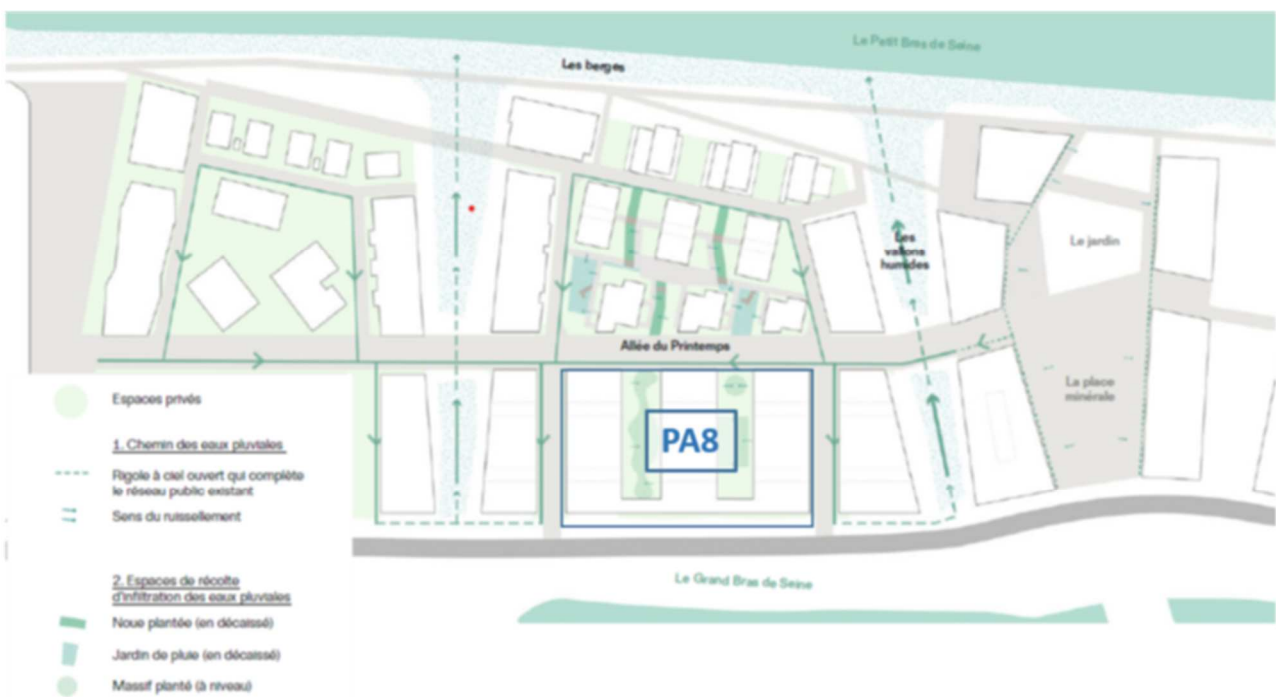 Le Petit Bras de Seine
Les berges
Les
vallons
humides
Le jardin
Allée du Printemps
La place
minérale
PA8
Espaces privés
1. Chemin des eaux pluviales
Rigole à ciel ouvert qui complète
le réseau public existant
Sens du ruissellement
Le Grand Bras de Seine
2. Espaces de récolte
d'infiltration des eaux pluviales
Noue plantée (en décaissé)
Jardin de pluie (en décaissé)
Massif planté (à niveau)